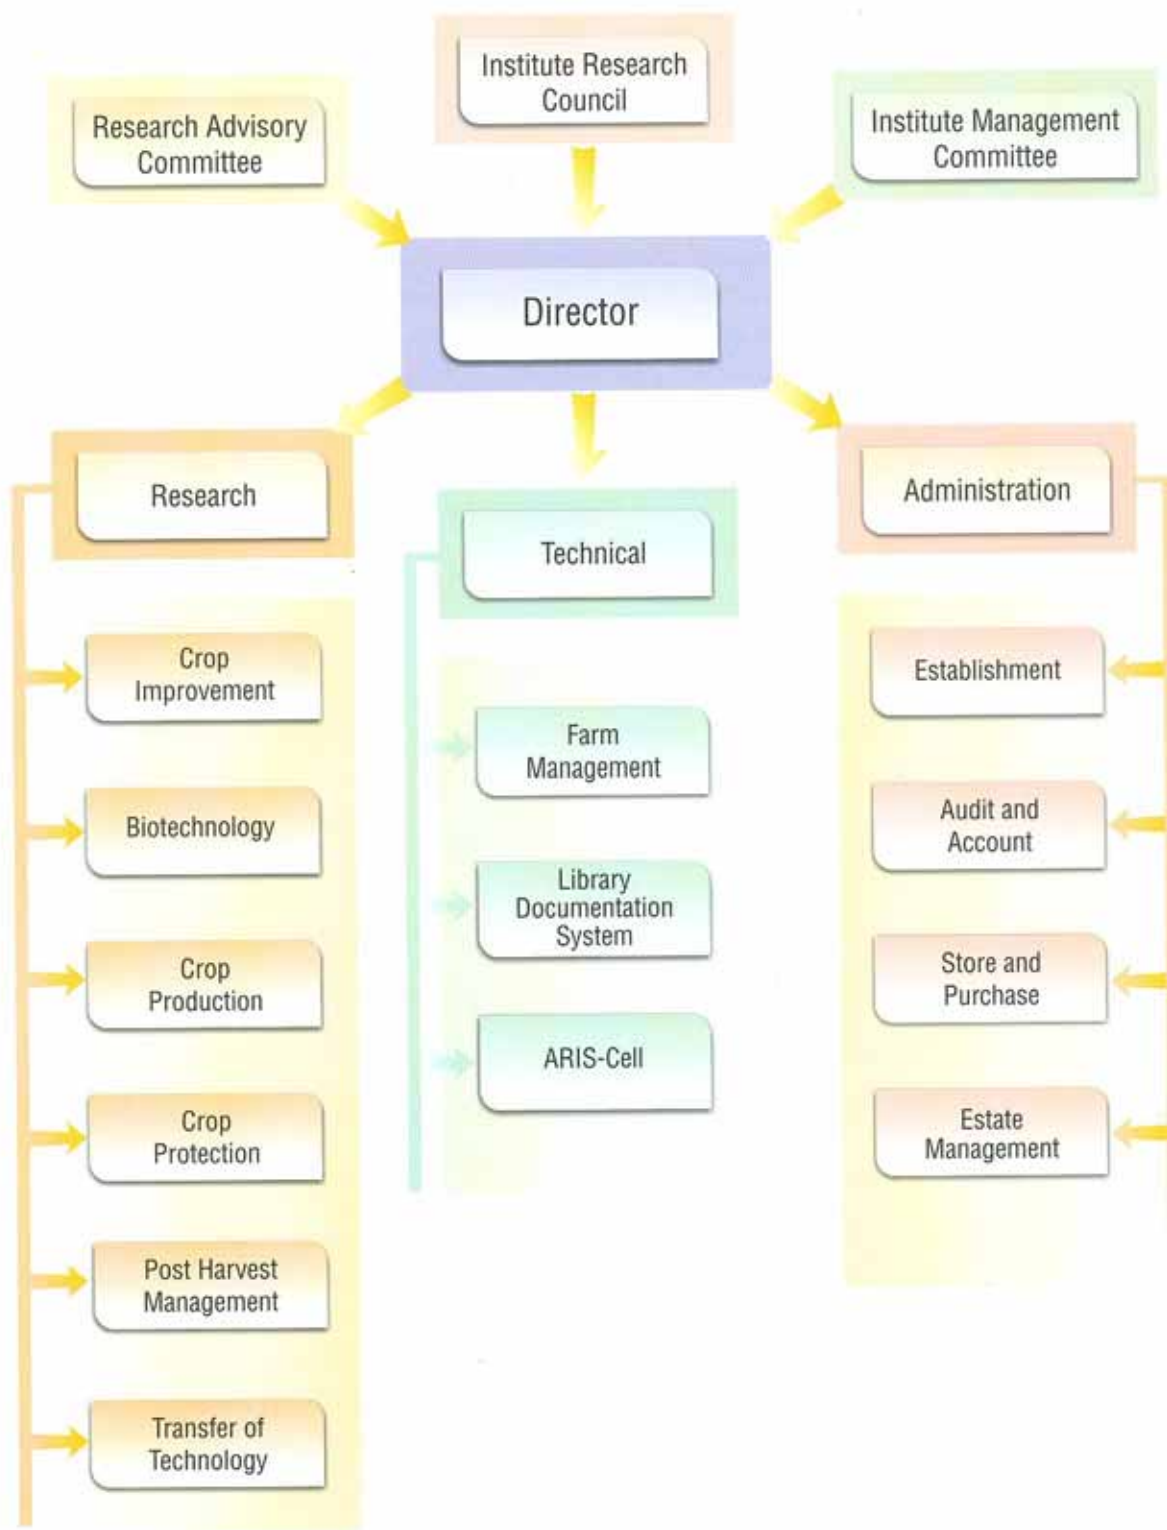 Institute Research
Council
Research Advisory
Committee
Institute Management
Committee
Director
Research
Technical
Administration
Crop
Improvement
Biotechnology
Crop
Production
Crop
Protection
Post Harvest
Management
Transfer of
Technology
Farm
Management
Library
Documentation
System
ARIS-Cell
Establishment
Audit and
Account
Store and
Purchase
Estate
Management